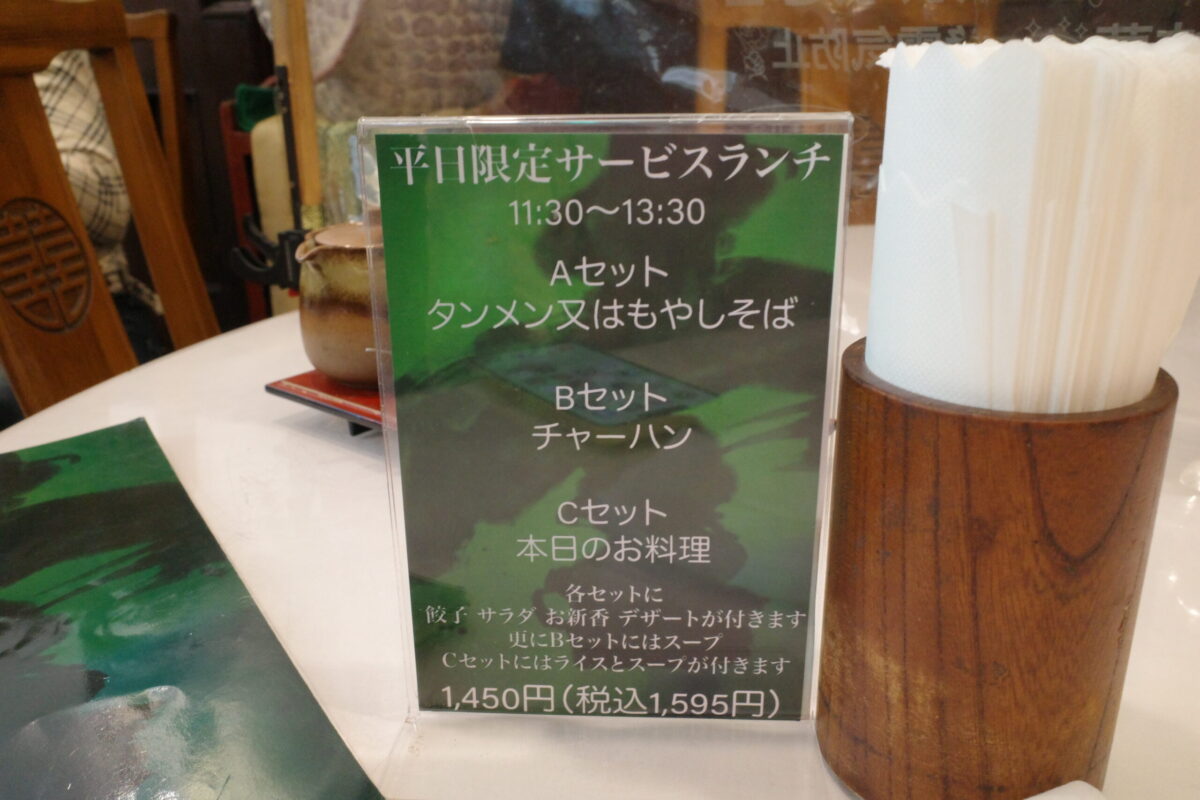 平日限定サービスランチ
11:30～13:30
Aセット
タンメン又はもやしそば
Bセット
チャーハン
Cセット
本日のお料理
各セットに
餃子 サラダ お新香 デザートが付きます
更にBセットにはスープ
Cセットにはライスとスープが付きます
1,450円(税込1,595円)